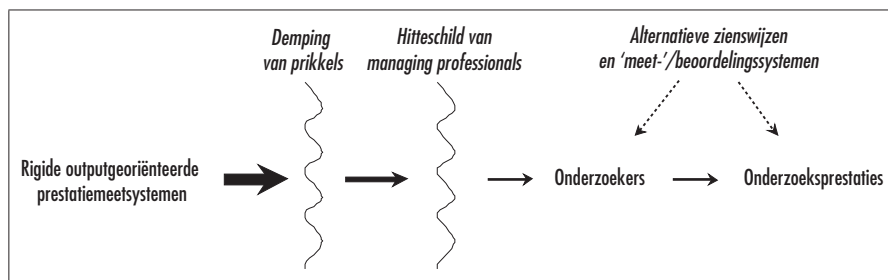 Demping
van prikkels
Hitteschild van
managing professionals
Alternatieve zienswijzen
en ‘meet-’/beoordelingssystemen
Rigide outputgeoriënteerde
prestatiemeetsystemen
Onderzoekers
Onderzoeksprestaties